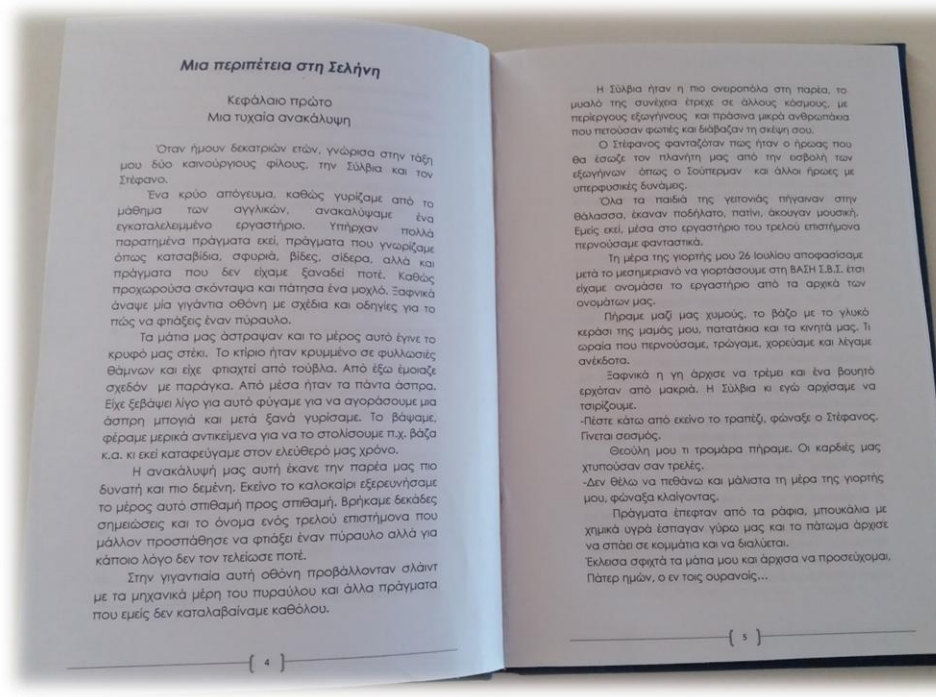 Μια περιπέτεια στη Σελήνη
Κεφάλαιο πρώτο
Μια τυχαία ανακάλυψη
Όταν ήμουν δεκατριών ετών, γνώρισα στην τάξη
μου δύο καινούργιους φίλους, την Σύλβια και τον
Στέφανο.
Ένα κρύο απόγευμα, καθώς γυρίζαμε από το
μάθημα των αγγλικών, ανακαλύψαμε ένα
εγκαταλελειμμένο εργαστήριο. Υπήρχαν πολλά
παρατημένα πράγματα εκεί, πράγματα που γνωρίζαμε
όπως κατσαβίδια, σφυριά, βίδες, σίδερα, αλλά και
πράγματα που δεν είχαμε ξαναδεί ποτέ. Καθώς
προχωρούσα σκόνταψα και πάτησα ένα μοχλό. Ξαφνικά
άναψε μία γιγάντια οθόνη με σχέδια και οδηγίες για το
πώς να φτιάξεις έναν πύραυλο.
Τα μάτια μας άστραψαν και το μέρος αυτό έγινε το
κρυφό μας στέκι. Το κτίριο ήταν κρυμμένο σε φυλλωσιές
θάμνων και είχε φτιαχτεί από τούβλα. Από έξω έμοιαζε
σχεδόν με παράγκα. Από μέσα ήταν τα πάντα άσπρα.
Είχε ξεβάψει λίγο για αυτό φύγαμε για να αγοράσουμε μια
άσπρη μπογιά και μετά ξανά γυρίσαμε. Το βάψαμε,
φέραμε μερικά αντικείμενα για να το στολίσουμε π.χ. βάζα
κ.α. κι εκεί καταφεύγαμε στον ελεύθερό μας χρόνο.
Η ανακάλυψή μας αυτή έκανε την παρέα μας πιο
δυνατή και πιο δεμένη. Εκείνο το καλοκαίρι εξερευνήσαμε
το μέρος αυτό σπιθαμή προς σπιθαμή. Βρήκαμε δεκάδες
σημειώσεις και το όνομα ενός τρελού επιστήμονα που
μάλλον προσπάθησε να φτιάξει έναν πύραυλο αλλά για
κάποιο λόγο δεν τον τελείωσε ποτέ.
Στην γιγαντιαία αυτή οθόνη προβάλλονταν σλάιντ
με τα μηχανικά μέρη του πυραύλου και άλλα πράγματα
που εμείς δεν καταλαβαίναμε καθόλου.
4
Η Σύλβια ήταν η πιο ονειροπόλα στη παρέα, το
μυαλό της συνέχεια έτρεχε σε άλλους κόσμους, με
περίεργους εξωγήινους και πράσινα μικρά ανθρωπάκια
που πετούσαν φωτιές και διάβαζαν τη σκέψη σου.
Ο Στέφανος φανταζόταν πως ήταν ο ήρωας που
θα έσωζε τον πλανήτη μας από την εισβολή των
εξωγήινων όπως ο Σούπερμαν και άλλοι ήρωες με
υπερφυσικές δυνάμεις.
Όλα τα παιδιά της γειτονιάς πήγαιναν στην
θάλασσα, έκαναν ποδήλατο, πατίνι, άκουγαν μουσική.
Εμείς εκεί, μέσα στο εργαστήριο του τρελού επιστήμονα
περνούσαμε φανταστικά.
Τη μέρα της γιορτής μου 26 Ιουλίου αποφασίσαμε
μετά το μεσημεριανό να γιορτάσουμε στη ΒΑΣΗ Σ.Β.Σ. έτσι
είχαμε ονομάσει το εργαστήριο από τα αρχικά των
ονομάτων μας.
Πήραμε μαζί μας χυμούς, το βάζο με το γλυκό
κεράσι της μαμάς μου, πατατάκια και τα κινητά μας. Τι
ωραία που περνούσαμε, τρώγαμε, χορεύαμε και λέγαμε
ανέκδοτα.
Ξαφνικά η γη άρχισε να τρέμει και ένα βουητό
ερχόταν από μακριά. Η Σύλβια κι εγώ αρχίσαμε να
τσιρίζουμε.
-Πέστε κάτω από εκείνο το τραπέζι, φώναξε ο Στέφανος.
Γίνεται σεισμός.
Θεούλη μου τι τρομάρα πήραμε. Οι καρδιές μας
χτυπούσαν σαν τρελές.
-Δεν θέλω να πεθάνω και μάλιστα τη μέρα της γιορτής
μου, φώναξα κλαίγοντας.
Πράγματα έπεφταν από τα ράφια, μπουκάλια με
χημικά υγρά έσπαγαν γύρω μας και το πάτωμα άρχισε
να σπάει σε κομμάτια και να διαλύεται.
Έκλεισα σφιχτά τα μάτια μου και άρχισα να προσεύχομαι.
Πάτερ ημών, ο εν τοις ουρανοίς…
5